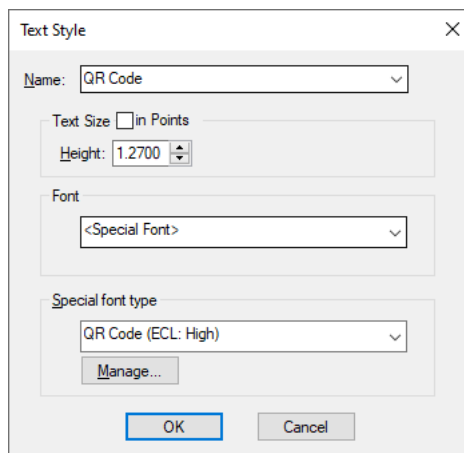 Text Style
Name: QR Code
Text Size in Points
Height: 1.2700
Font
<Special Font>
Special font type
QR Code (ECL: High)
Manage...
OK Cancel